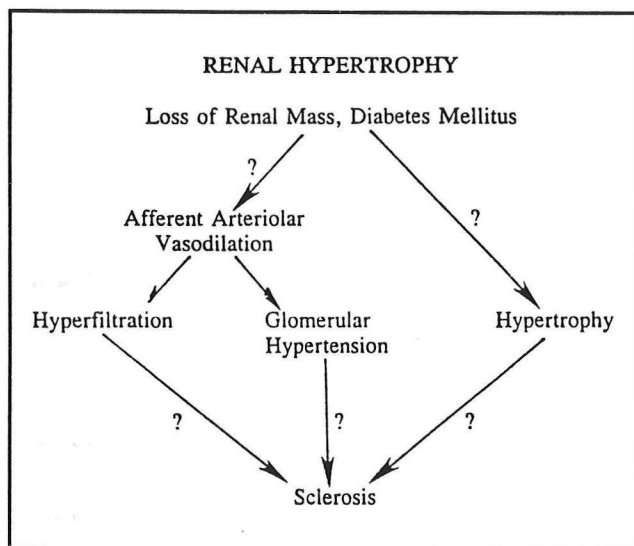 RENAL HYPERTROPHY
Loss of Renal Mass, Diabetes Mellitus
?
?
Afferent Arteriolar
Vasodilation
Hyperfiltration
Glomerular
Hypertension
Hypertrophy
?
?
?
Sclerosis